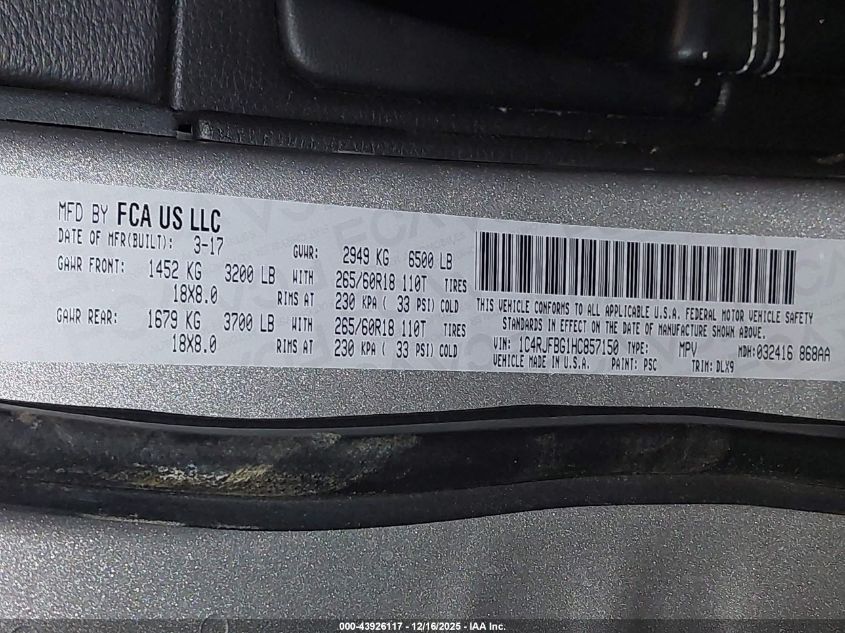 MFD BY FCA US LLC
DATE OF MFR(BUILT): 3-17 GVWR: 2949 KG 6500 LB
GAWR FRONT: 1452 KG 3200 LB WITH 265/60R18 110T TIRES
18X8.0 RIMS AT 230 KPA ( 33 PSI) COLD
GAWR REAR: 1679 KG 3700 LB WITH 265/60R18 110T TIRES
18X8.0 RIMS AT 230 KPA ( 33 PSI) COLD
THIS VEHICLE CONFORMS TO ALL APPLICABLE U.S.A. FEDERAL MOTOR VEHICLE SAFETY
STANDARDS IN EFFECT ON THE DATE OF MANUFACTURE SHOWN ABOVE.
VIN: 1C4RJFBG1HC857150 TYPE: MPV MDH:032416 868AA
VEHICLE MADE IN U.S.A. PAINT: PSC TRIM: DLX9
000-43926117 - 12/16/2025 - IAA Inc.